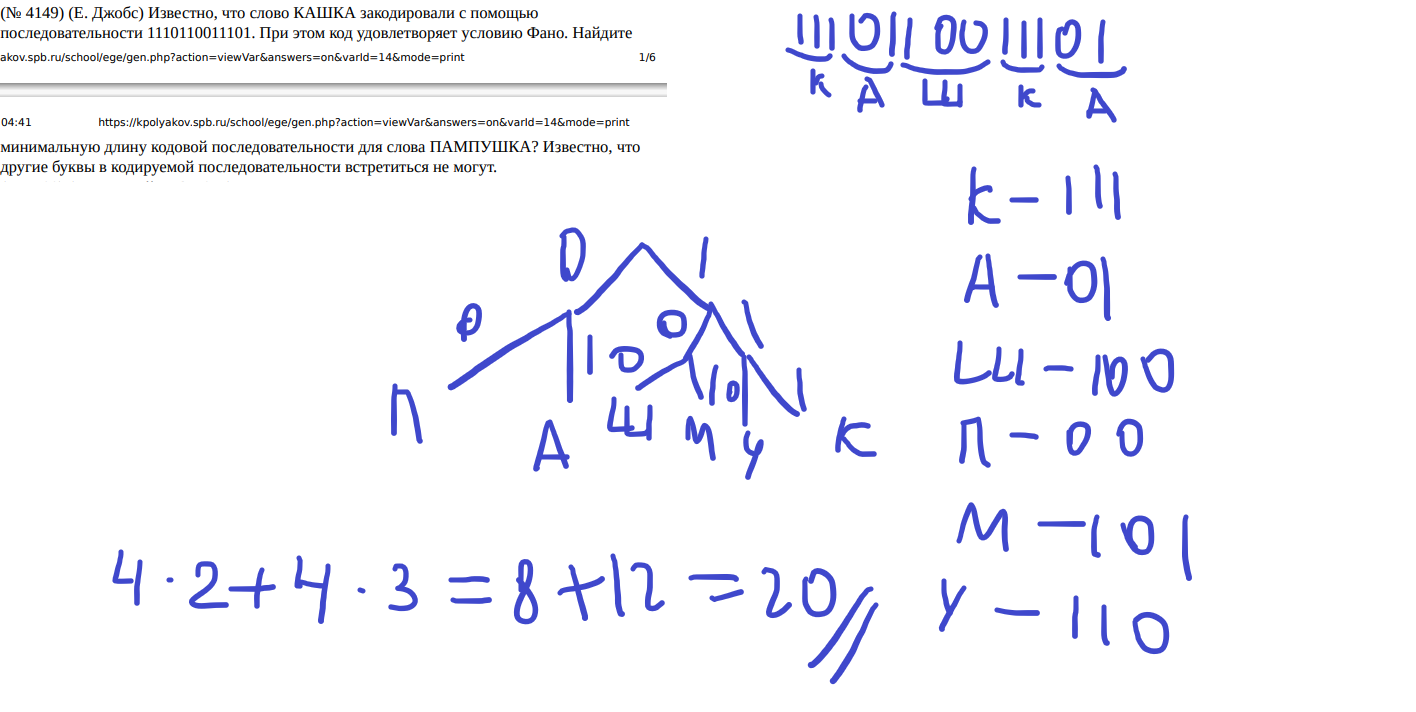 (№ 4149) (Е. Джобс) Известно, что слово КАШКА закодировали с помощью
последовательности 1110110011101. При этом код удовлетворяет условию Фано. Найдите
akov.spb.ru/school/ege/gen.php?action=viewVar&answers=on&varId=14&mode=print 1/6
04:41 https://kpolyakov.spb.ru/school/ege/gen.php?action=viewVar&answers=on&varId=14&mode=print
минимальную длину кодовой последовательности для слова ПАМПУШКА? Известно, что
другие буквы в кодируемой последовательности встретиться не могут.
111 01 100 111 01
К А Ш К А
К – 111
А – 01
Ш – 100
П – 00
М – 101
У – 110
0 1
0 1 0 1
0 1 0 1
П А Ш М У К
4 · 2 + 4 · 3 = 8 + 12 = 20